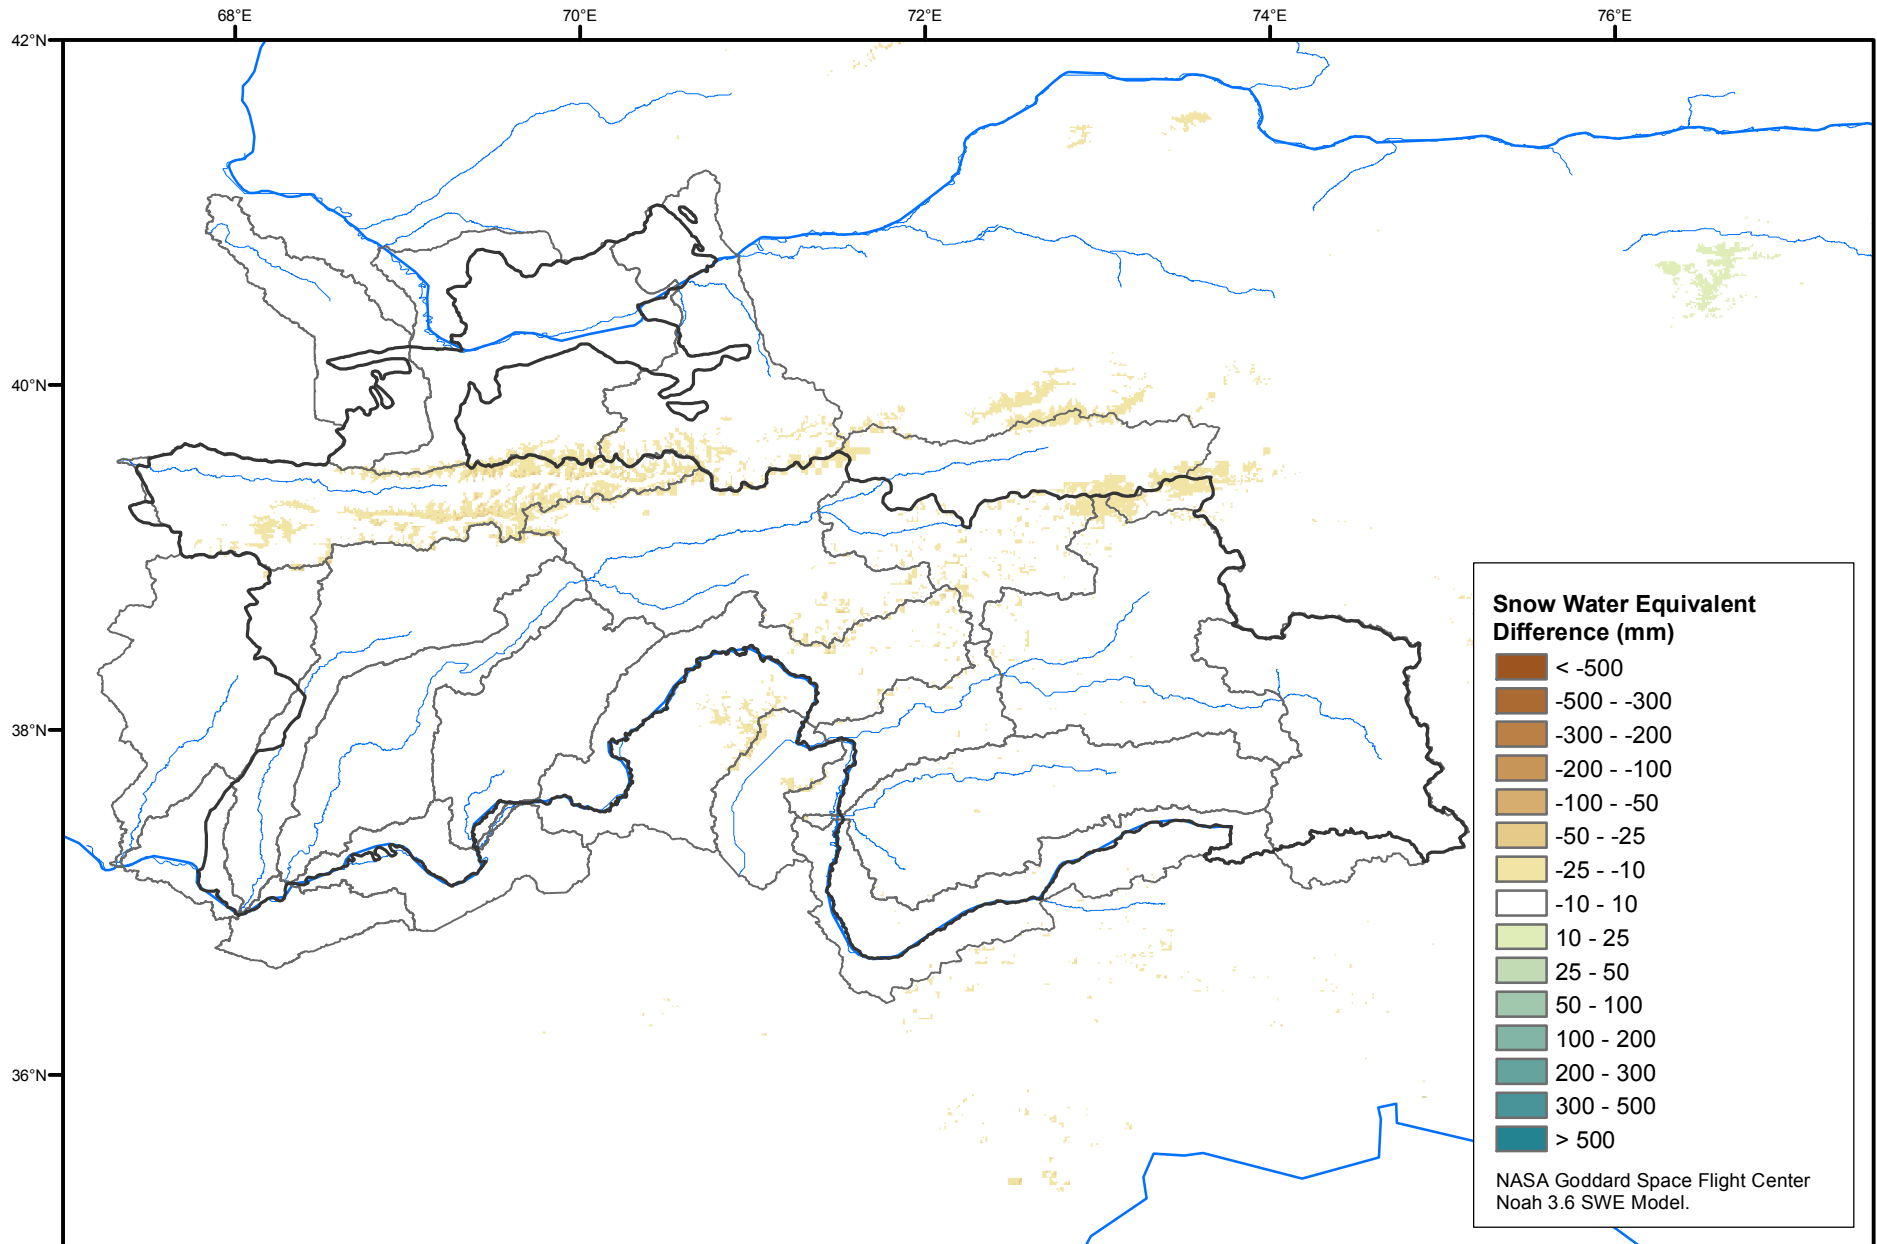 68°E
70°E
72°E
74°E
76°E
42°N
40°N
38°N
36°N
Snow Water Equivalent
Difference (mm)
< -500
-500 - -300
-300 - -200
-200 - -100
-100 - -50
-50 - -25
-25 - -10
-10 - 10
10 - 25
25 - 50
50 - 100
100 - 200
200 - 300
300 - 500
> 500
NASA Goddard Space Flight Center
Noah 3.6 SWE Model.